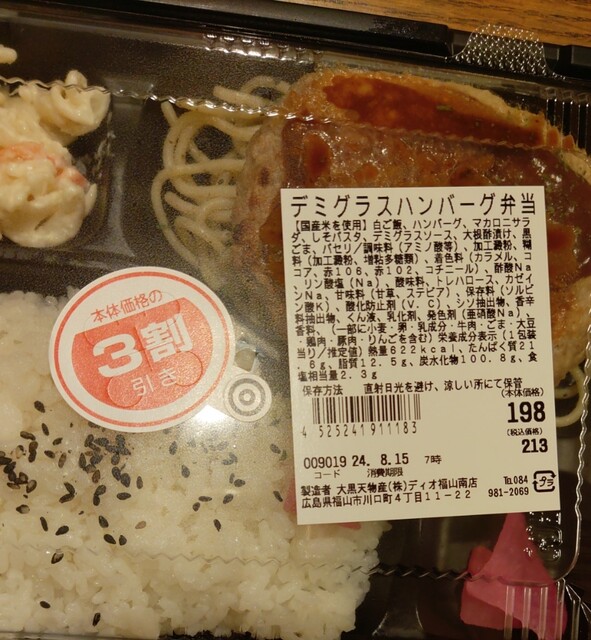 デミグラスハンバーグ弁当
【国産米を使用】白ご飯、ハンバーグ、マカロニサラ
ダ、しそパスタ、デミグラスソース、大根酢漬け、黒
ごま、パセリ/調味料(アミノ酸等)、加工澱粉、糊
料(加工澱粉、増粘多糖類)、着色料(カラメル、コ
コア、赤106、赤102、コチニール)、酢酸Na
、リン酸塩(Na)、酸味料、トレハロース、カゼイン
Na、甘味料(甘草、ステビア)、保存料(ソルビ
ン酸K)、酸化防止剤(V.C)、シソ抽出物、香辛
料抽出物、くん液、乳化剤、発色剤(亜硝酸Na)、
香料、(一部に小麦・卵・乳成分・牛肉・ごま・大豆
・鶏肉・豚肉・りんごを含む)栄養成分表示(1包装
当り/推定値)熱量622kcal、たんぱく質21
.6g、脂質12.5g、炭水化物100.8g、食
塩相当量2.3g
保存方法 直射日光を避け、涼しい所にて保管
(本体価格)
198
(税込価格)
213
4 525241 911183
009019 24. 8.15 7時
コード 消費期限
製造者 大黒天物産(株)ディオ福山南店
広島県福山市川口町4丁目11-22
℡084
981-2069
プラ
本体価格の
3割
引き